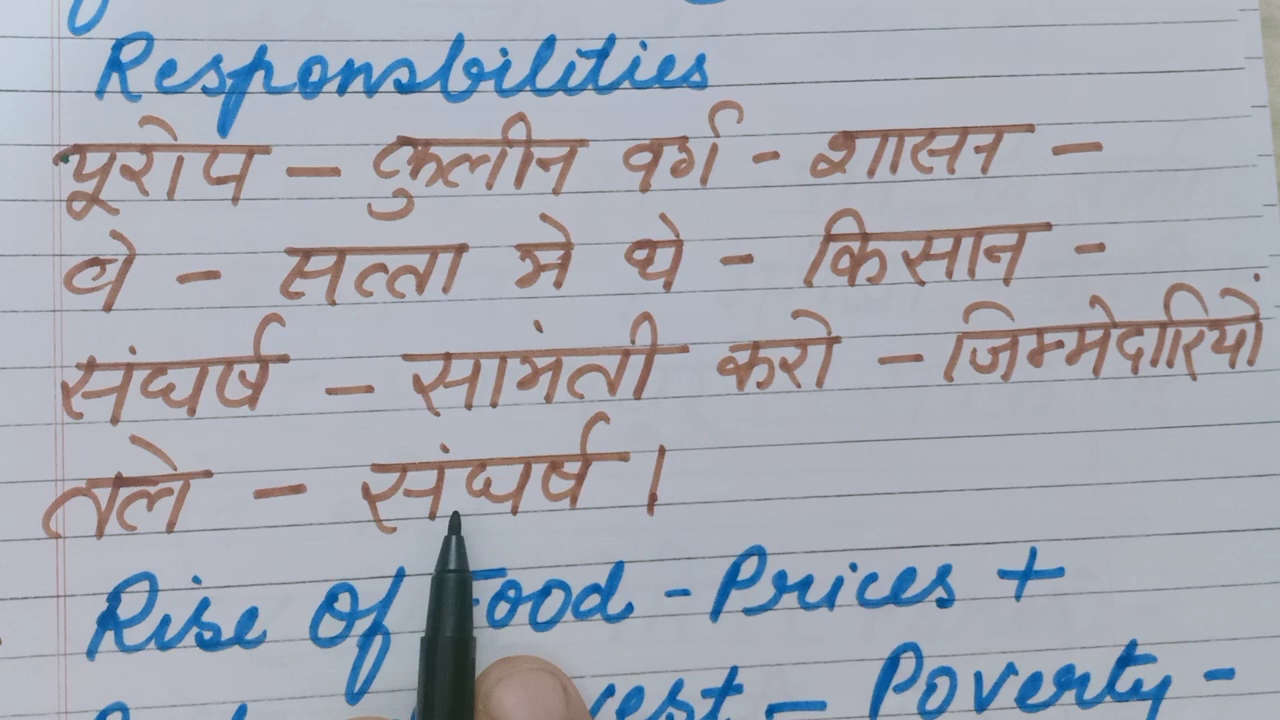 Responsbilities
यूरोप - कुलीन वर्ग - शासन -
वे - सत्ता मे थे - किसान -
संघर्ष - सामंती करो - जिम्मेदारियों
तले - संघर्ष।
Rise Of Food - Prices +
- Poverty -